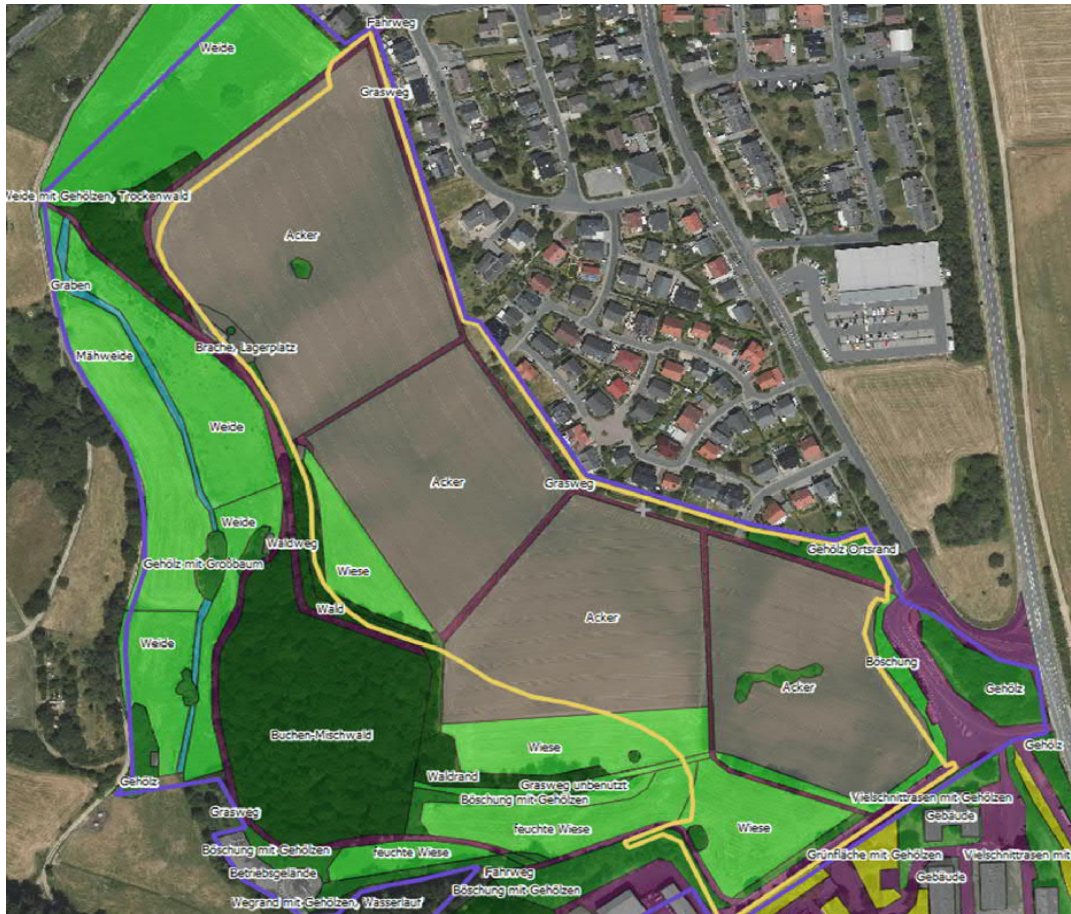 Fahrweg
Weide
Grasweg
Weide mit Gehölzen, Trockenwald
Acker
Graben
Brache, Lagerplatz
Mähweide
Weide
Acker
Grasweg
Weide
Waldweg
Gehölz Ortsrand
Gehölz mit Großbaum
Wiese
Wald
Acker
Weide
Böschung
Acker
Gehölz
Buchen-Mischwald
Wiese
Gehölz
Waldrand
Gehölz
Grasweg unbenutzt
Böschung mit Gehölzen
Vielschnittrasen mit Gehölzen
Grasweg
Gebäude
feuchte Wiese
Wiese
Böschung mit Gehölzen
feuchte Wiese
Grünfläche mit Gehölzen
Vielschnittrasen mit
Betriebsgelände
Fahrweg
Gebäude
Böschung mit Gehölzen
Wegrand mit Gehölzen, Wasserlauf